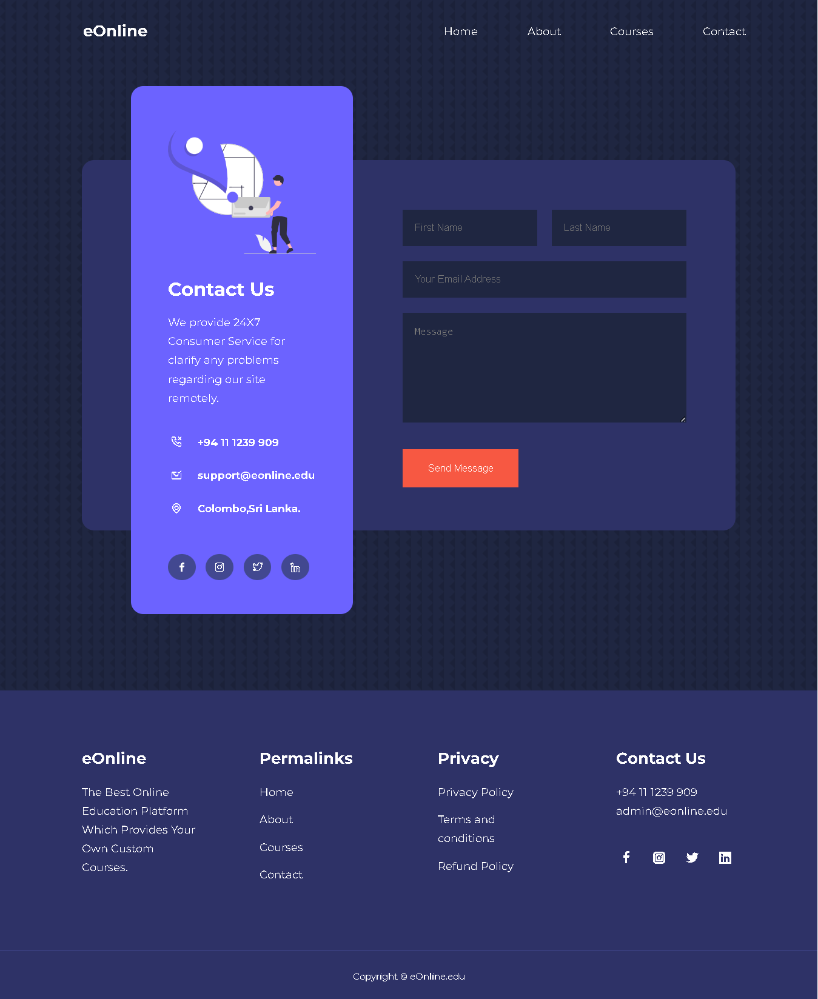 eOnline
Home
About
Courses
Contact
Contact Us
We provide 24X7
Consumer Service for
clarify any problems
regarding our site
remotely.
+94 11 1239 909
support@eonline.edu
Colombo,Sri Lanka.
First Name
Last Name
Your Email Address
Message
Send Message
eOnline
The Best Online
Education Platform
Which Provides Your
Own Custom
Courses.
Permalinks
Home
About
Courses
Contact
Privacy
Privacy Policy
Terms and
conditions
Refund Policy
Contact Us
+94 11 1239 909
admin@eonline.edu
Copyright © eOnline.edu